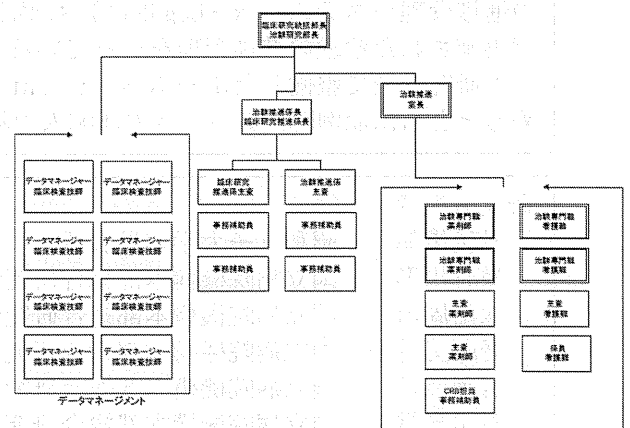 臨床研究統括部長
治験研究部長
治験推進
室長
治験推進係長
臨床研究推進係長
臨床研究
推進係主査
治験推進係
主査
事務補助員
事務補助員
事務補助員
事務補助員
データマネージャー
臨床検査技師
データマネージャー
臨床検査技師
データマネージャー
臨床検査技師
データマネージャー
臨床検査技師
データマネージャー
臨床検査技師
データマネージャー
臨床検査技師
データマネージャー
臨床検査技師
データマネージャー
臨床検査技師
データマネージメント
治験専門職
薬剤師
治験専門職
看護職
治験専門職
薬剤師
治験専門職
看護職
主査
薬剤師
主査
看護職
主査
薬剤師
係員
看護職
CRB担当
事務補助員